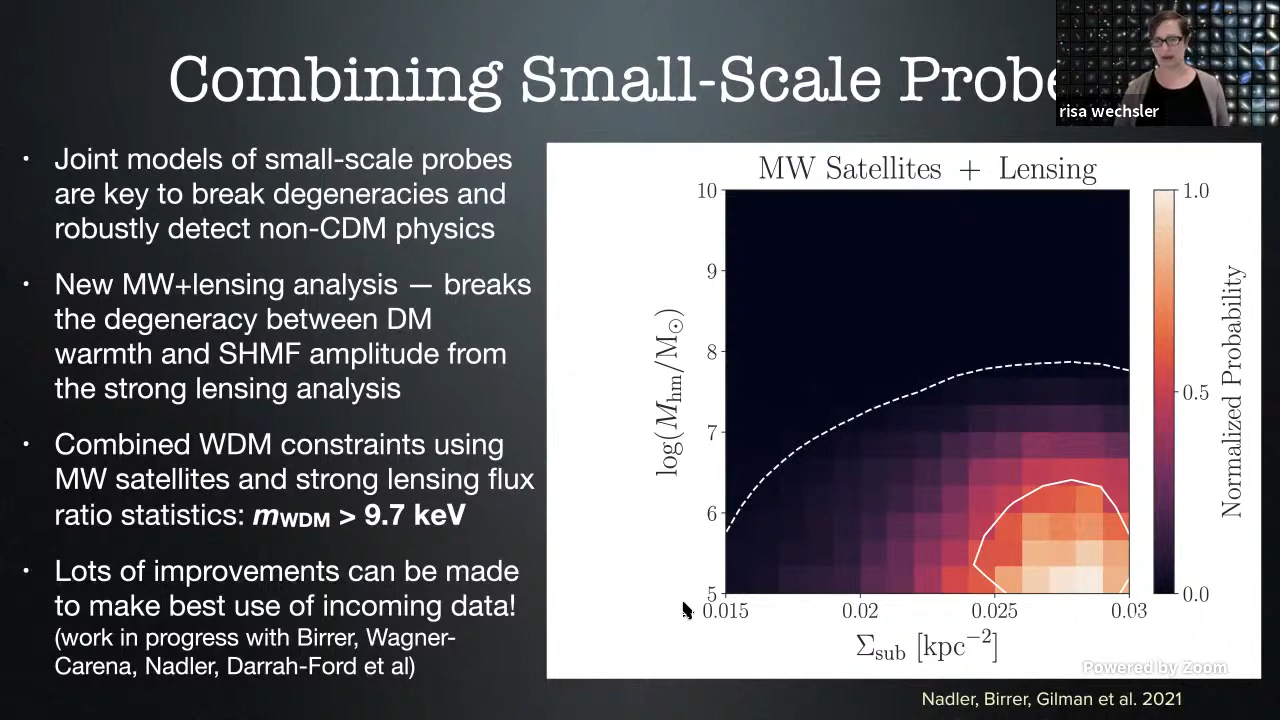 Combining Small-Scale Probe
risa wechsler
• Joint models of small-scale probes
are key to break degeneracies and
robustly detect non-CDM physics
• New MW+lensing analysis — breaks
the degeneracy between DM
warmth and SHMF amplitude from
the strong lensing analysis
• Combined WDM constraints using
MW satellites and strong lensing flux
ratio statistics: mWDM > 9.7 keV
• Lots of improvements can be made
to make best use of incoming data!
(work in progress with Birrer, Wagner-
Carena, Nadler, Darrah-Ford et al)
MW Satellites + Lensing
log(Mhm/M⊙)
10
9
8
7
6
5
0.015 0.02 0.025 0.03
Σsub [kpc⁻²]
1.0
0.5
0.0
Normalized Probability
Powered by Zoom
Nadler, Birrer, Gilman et al. 2021